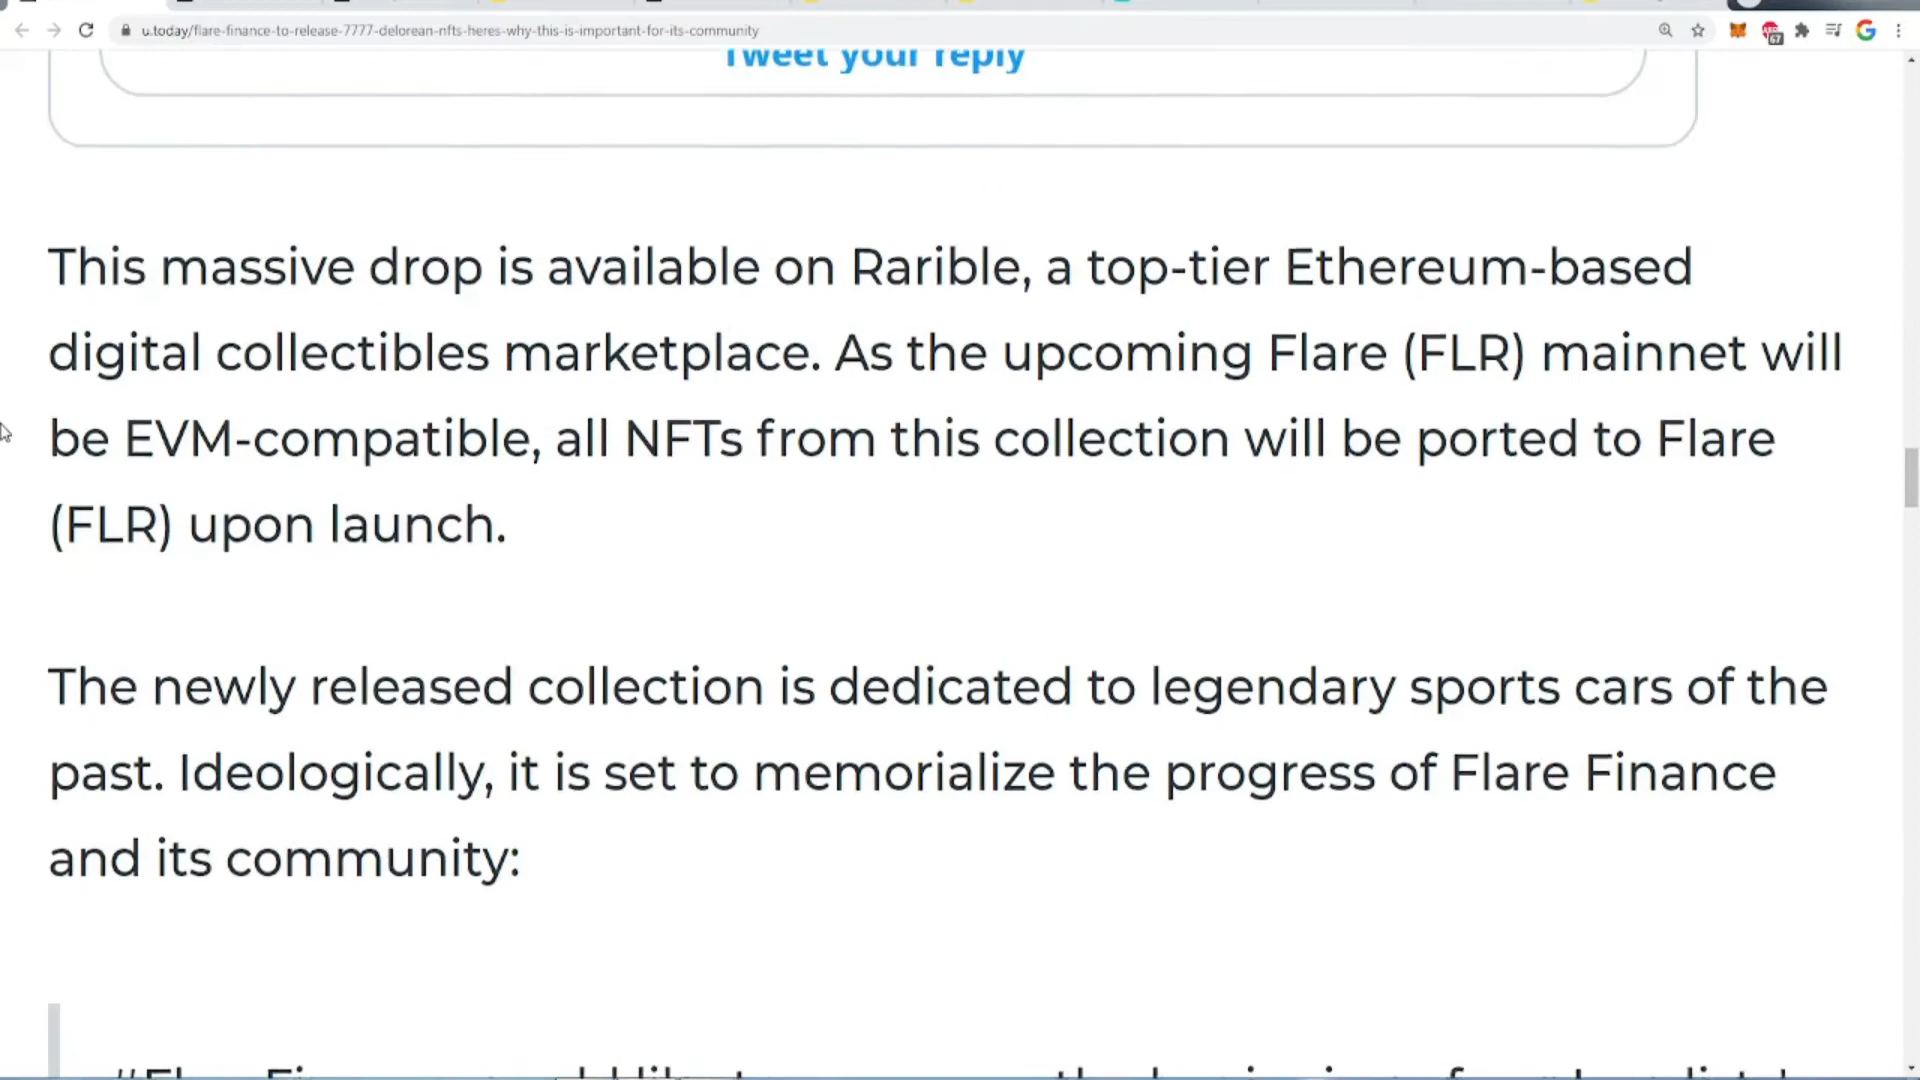 u.today/flare-finance-to-release-7777-delorean-nfts-heres-why-this-is-important-for-its-community
67
Tweet your reply
This massive drop is available on Rarible, a top-tier Ethereum-based
digital collectibles marketplace. As the upcoming Flare (FLR) mainnet will
be EVM-compatible, all NFTs from this collection will be ported to Flare
(FLR) upon launch.
The newly released collection is dedicated to legendary sports cars of the
past. Ideologically, it is set to memorialize the progress of Flare Finance
and its community: